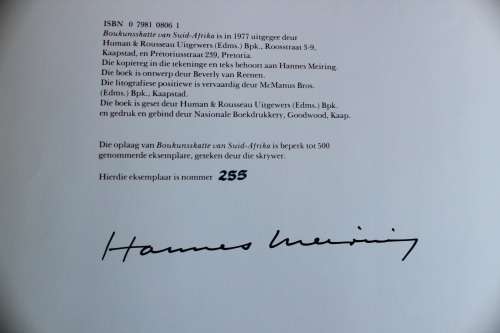 ISBN 0 7981 0806 1
Boukunsskatte van Suid-Afrika is in 1977 uitgegee deur
Human & Rousseau Uitgewers (Edms.) Bpk., Roosstraat 3-9,
Kaapstad, en Pretoriusstraat 239, Pretoria.
Die kopiereg in die tekeninge en teks behoort aan Hannes Meiring.
Die boek is ontwerp deur Beverly van Reenen.
Die litografiese positiewe is vervaardig deur McManus Bros.
(Edms.) Bpk., Kaapstad.
Die boek is geset deur Human & Rousseau Uitgewers (Edms.) Bpk.
en gedruk en gebind deur Nasionale Boekdrukkery, Goodwood, Kaap.
Die oplaag van Boukunsskatte van Suid-Afrika is beperk tot 500
genommerde eksemplare, geteken deur die skrywer.
Hierdie eksemplaar is nommer 255
Hannes Meiring